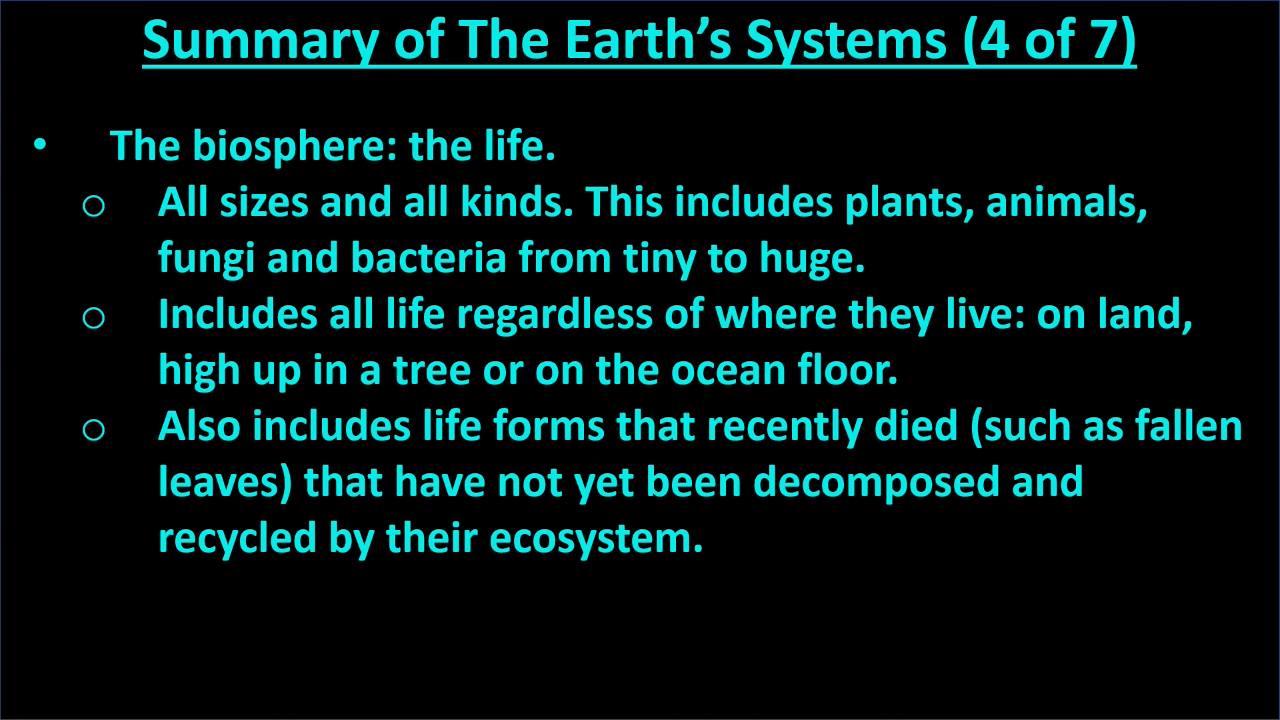 Summary of The Earth’s Systems (4 of 7)
• The biosphere: the life.
o All sizes and all kinds. This includes plants, animals,
fungi and bacteria from tiny to huge.
o Includes all life regardless of where they live: on land,
high up in a tree or on the ocean floor.
o Also includes life forms that recently died (such as fallen
leaves) that have not yet been decomposed and
recycled by their ecosystem.